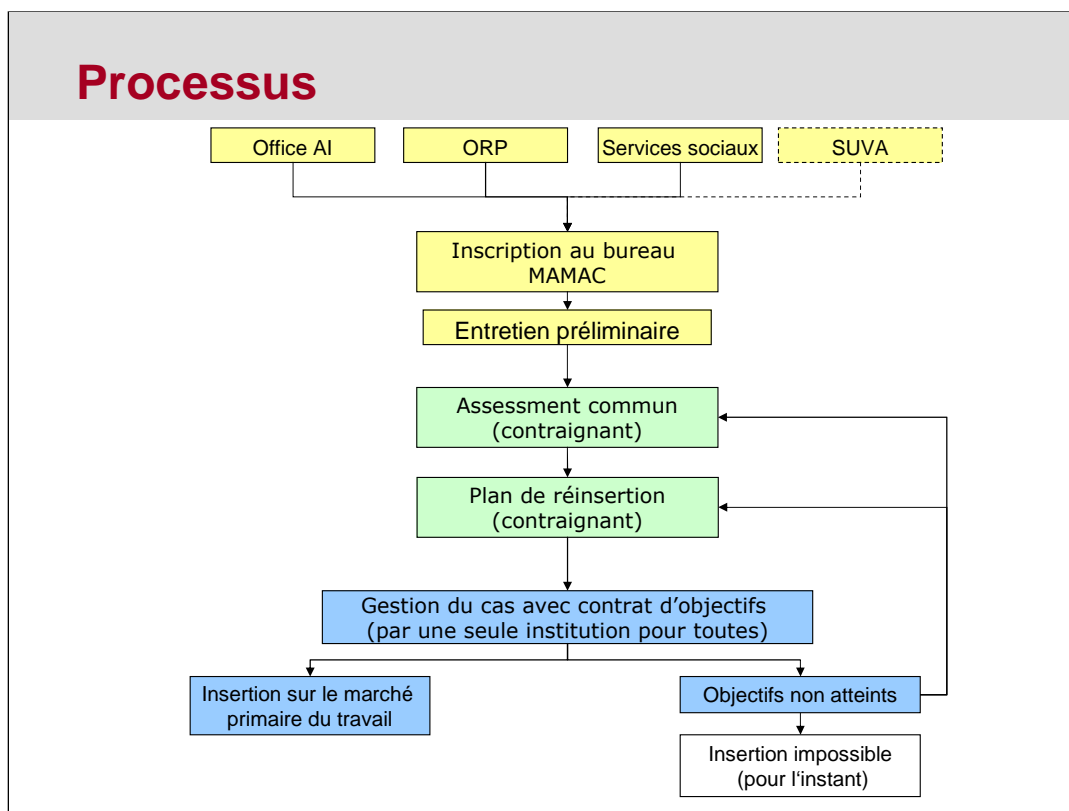 Processus
Office AI
ORP
Services sociaux
SUVA
Inscription au bureau
MAMAC
Entretien préliminaire
Assessment commun
(contraignant)
Plan de réinsertion
(contraignant)
Gestion du cas avec contrat d'objectifs
(par une seule institution pour toutes)
Insertion sur le marché
primaire du travail
Objectifs non atteints
Insertion impossible
(pour l'instant)